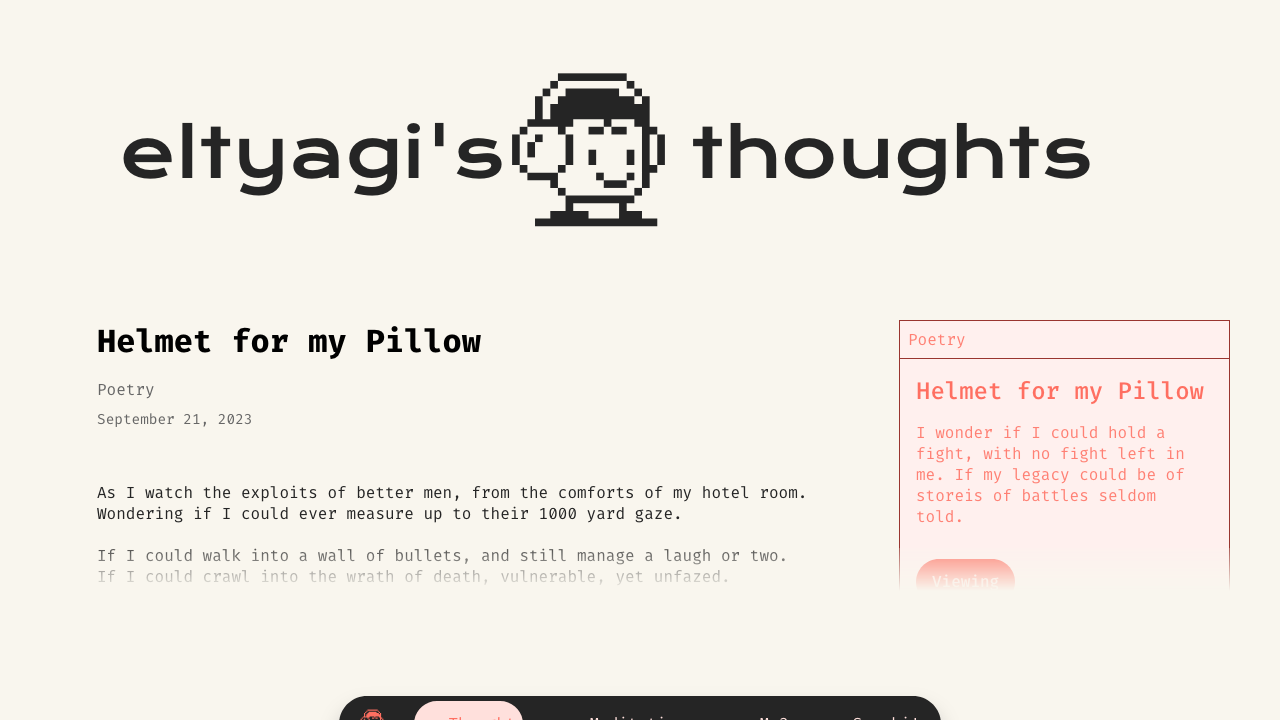 eltyagi's thoughts
Helmet for my Pillow
Poetry
September 21, 2023
As I watch the exploits of better men, from the comforts of my hotel room.
Wondering if I could ever measure up to their 1000 yard gaze.
If I could walk into a wall of bullets, and still manage a laugh or two.
If I could crawl into the wrath of death, vulnerable, yet unfazed.
Poetry
Helmet for my Pillow
I wonder if I could hold a
fight, with no fight left in
me. If my legacy could be of
storeis of battles seldom
told.
Viewing